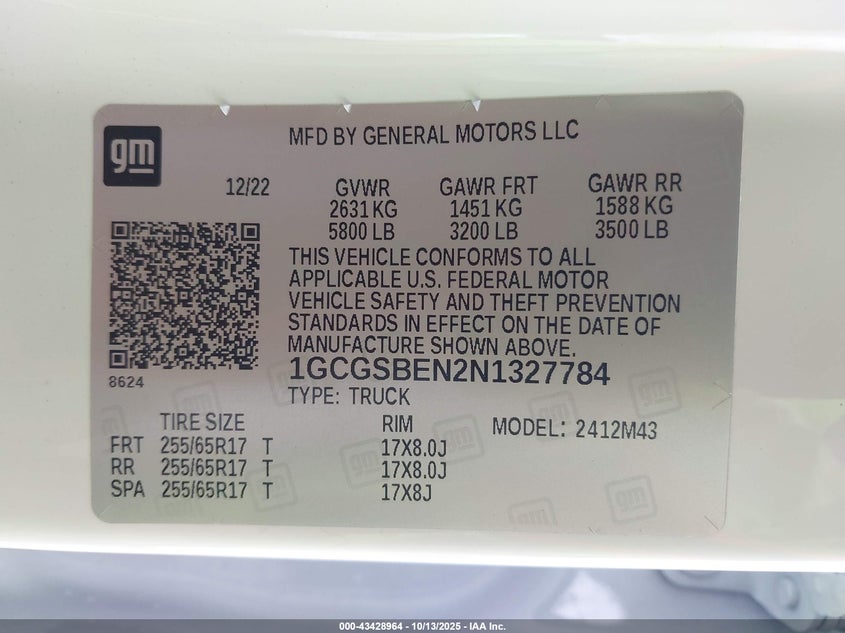 MFD BY GENERAL MOTORS LLC
gm
12/22 GVWR GAWR FRT GAWR RR
2631 KG 1451 KG 1588 KG
5800 LB 3200 LB 3500 LB
THIS VEHICLE CONFORMS TO ALL
APPLICABLE U.S. FEDERAL MOTOR
VEHICLE SAFETY AND THEFT PREVENTION
STANDARDS IN EFFECT ON THE DATE OF
MANUFACTURE SHOWN ABOVE.
8624
1GCGSBEN2N1327784
TYPE: TRUCK
TIRE SIZE RIM MODEL: 2412M43
FRT 255/65R17 T 17X8.0J
RR 255/65R17 T 17X8.0J
SPA 255/65R17 T 17X8J
000-43428964 - 10/13/2025 - IAA Inc.